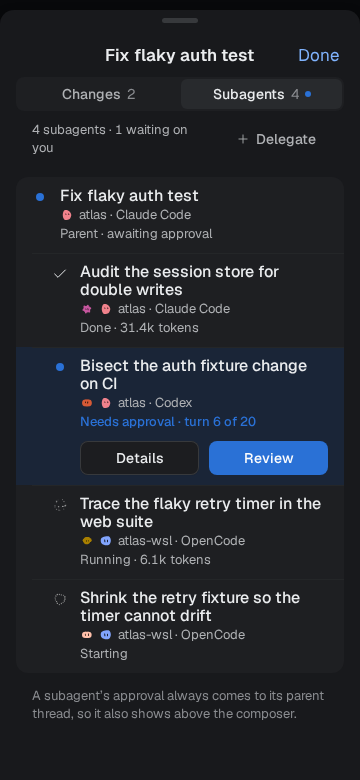 Fix flaky auth test
Done
Changes 2
Subagents 4
4 subagents · 1 waiting on
you
+ Delegate
Fix flaky auth test
atlas · Claude Code
Parent · awaiting approval
Audit the session store for
double writes
atlas · Claude Code
Done · 31.4k tokens
Bisect the auth fixture change
on CI
atlas · Codex
Needs approval · turn 6 of 20
Details
Review
Trace the flaky retry timer in the
web suite
atlas-wsl · OpenCode
Running · 6.1k tokens
Shrink the retry fixture so the
timer cannot drift
atlas-wsl · OpenCode
Starting
A subagent's approval always comes to its parent
thread, so it also shows above the composer.